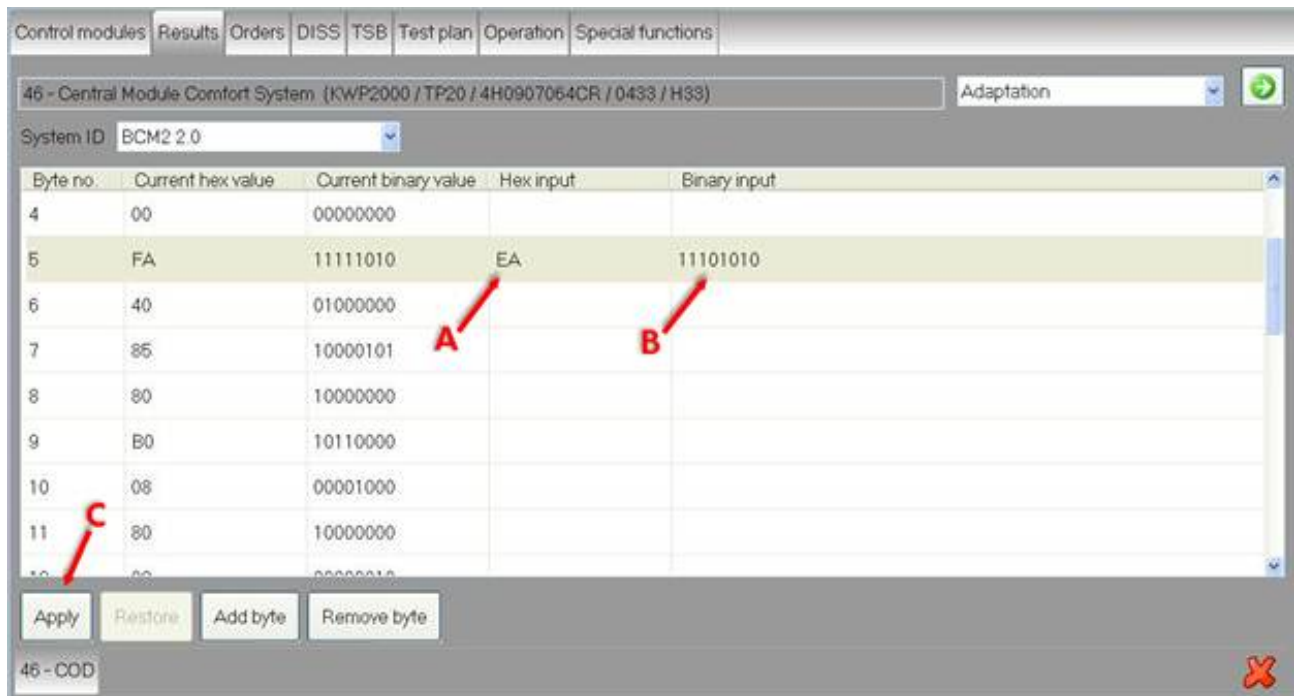 Control modules Results Orders DISS TSB Test plan Operation Special functions
46 - Central Module Comfort System (KWP2000 / TP20 / 4H0907064CR / 0433 / H33) Adaptation
System ID BCM2 2.0
Byte no. Current hex value Current binary value Hex input Binary input
4 00 00000000
5 FA 11111010 EA 11101010
6 40 01000000
A B
7 85 10000101
8 80 10000000
9 B0 10110000
10 08 00001000
C
11 80 10000000
Apply Restore Add byte Remove byte
46 - COD